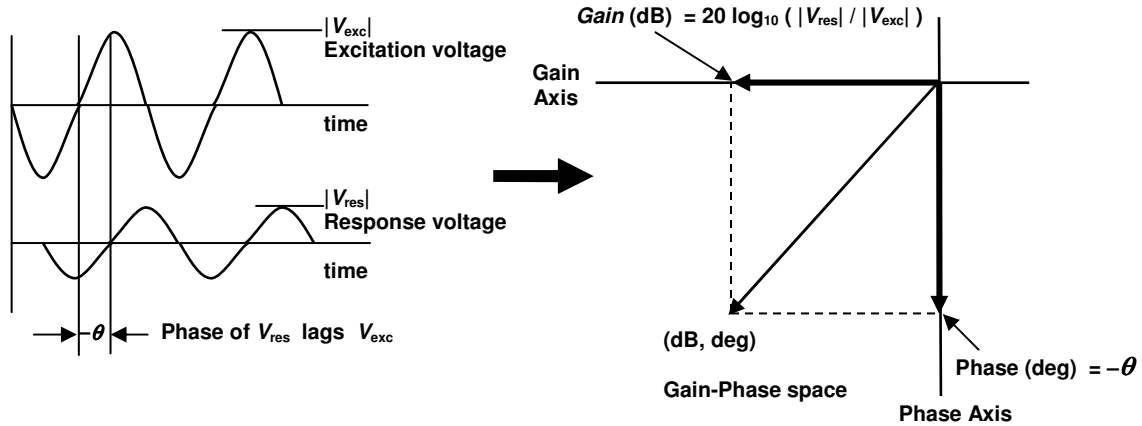 |Vexc|
Excitation voltage
time
|Vres|
Response voltage
time
−θ
Phase of Vres lags Vexc
Gain (dB) = 20 log10 ( |Vres| / |Vexc| )
Gain
Axis
(dB, deg)
Phase (deg) = −θ
Gain-Phase space
Phase Axis